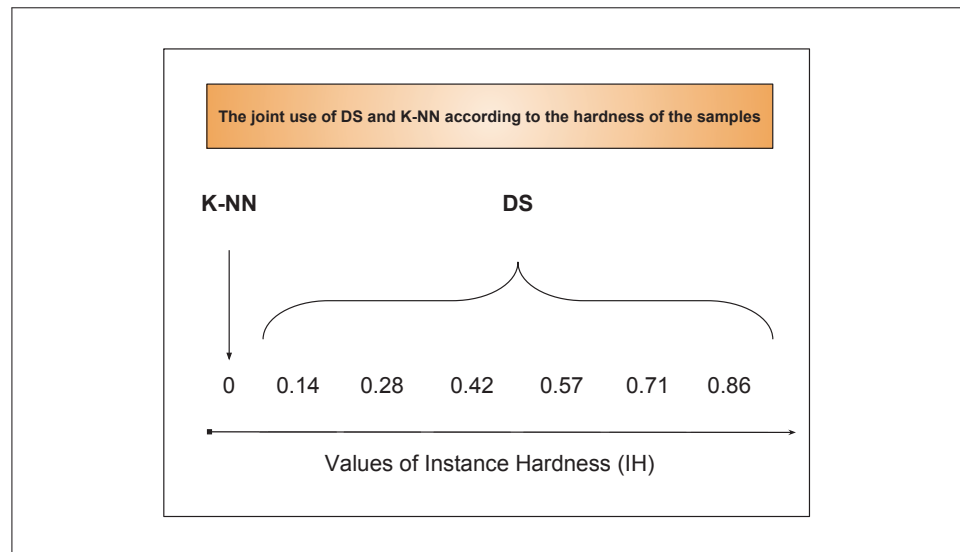 The joint use of DS and K-NN according to the hardness of the samples
K-NN DS
0 0.14 0.28 0.42 0.57 0.71 0.86
Values of Instance Hardness (IH)